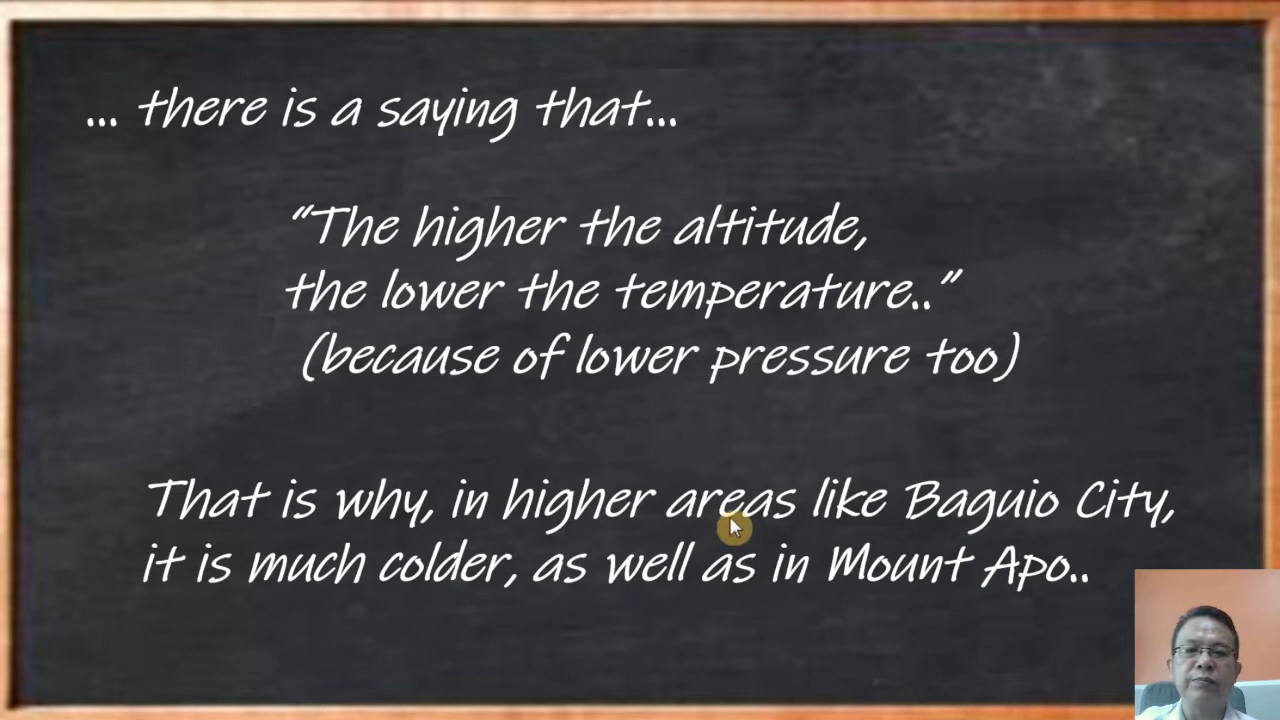 ... there is a saying that...
“The higher the altitude,
the lower the temperature..”
(because of lower pressure too)
That is why, in higher areas like Baguio City,
it is much colder, as well as in Mount Apo..